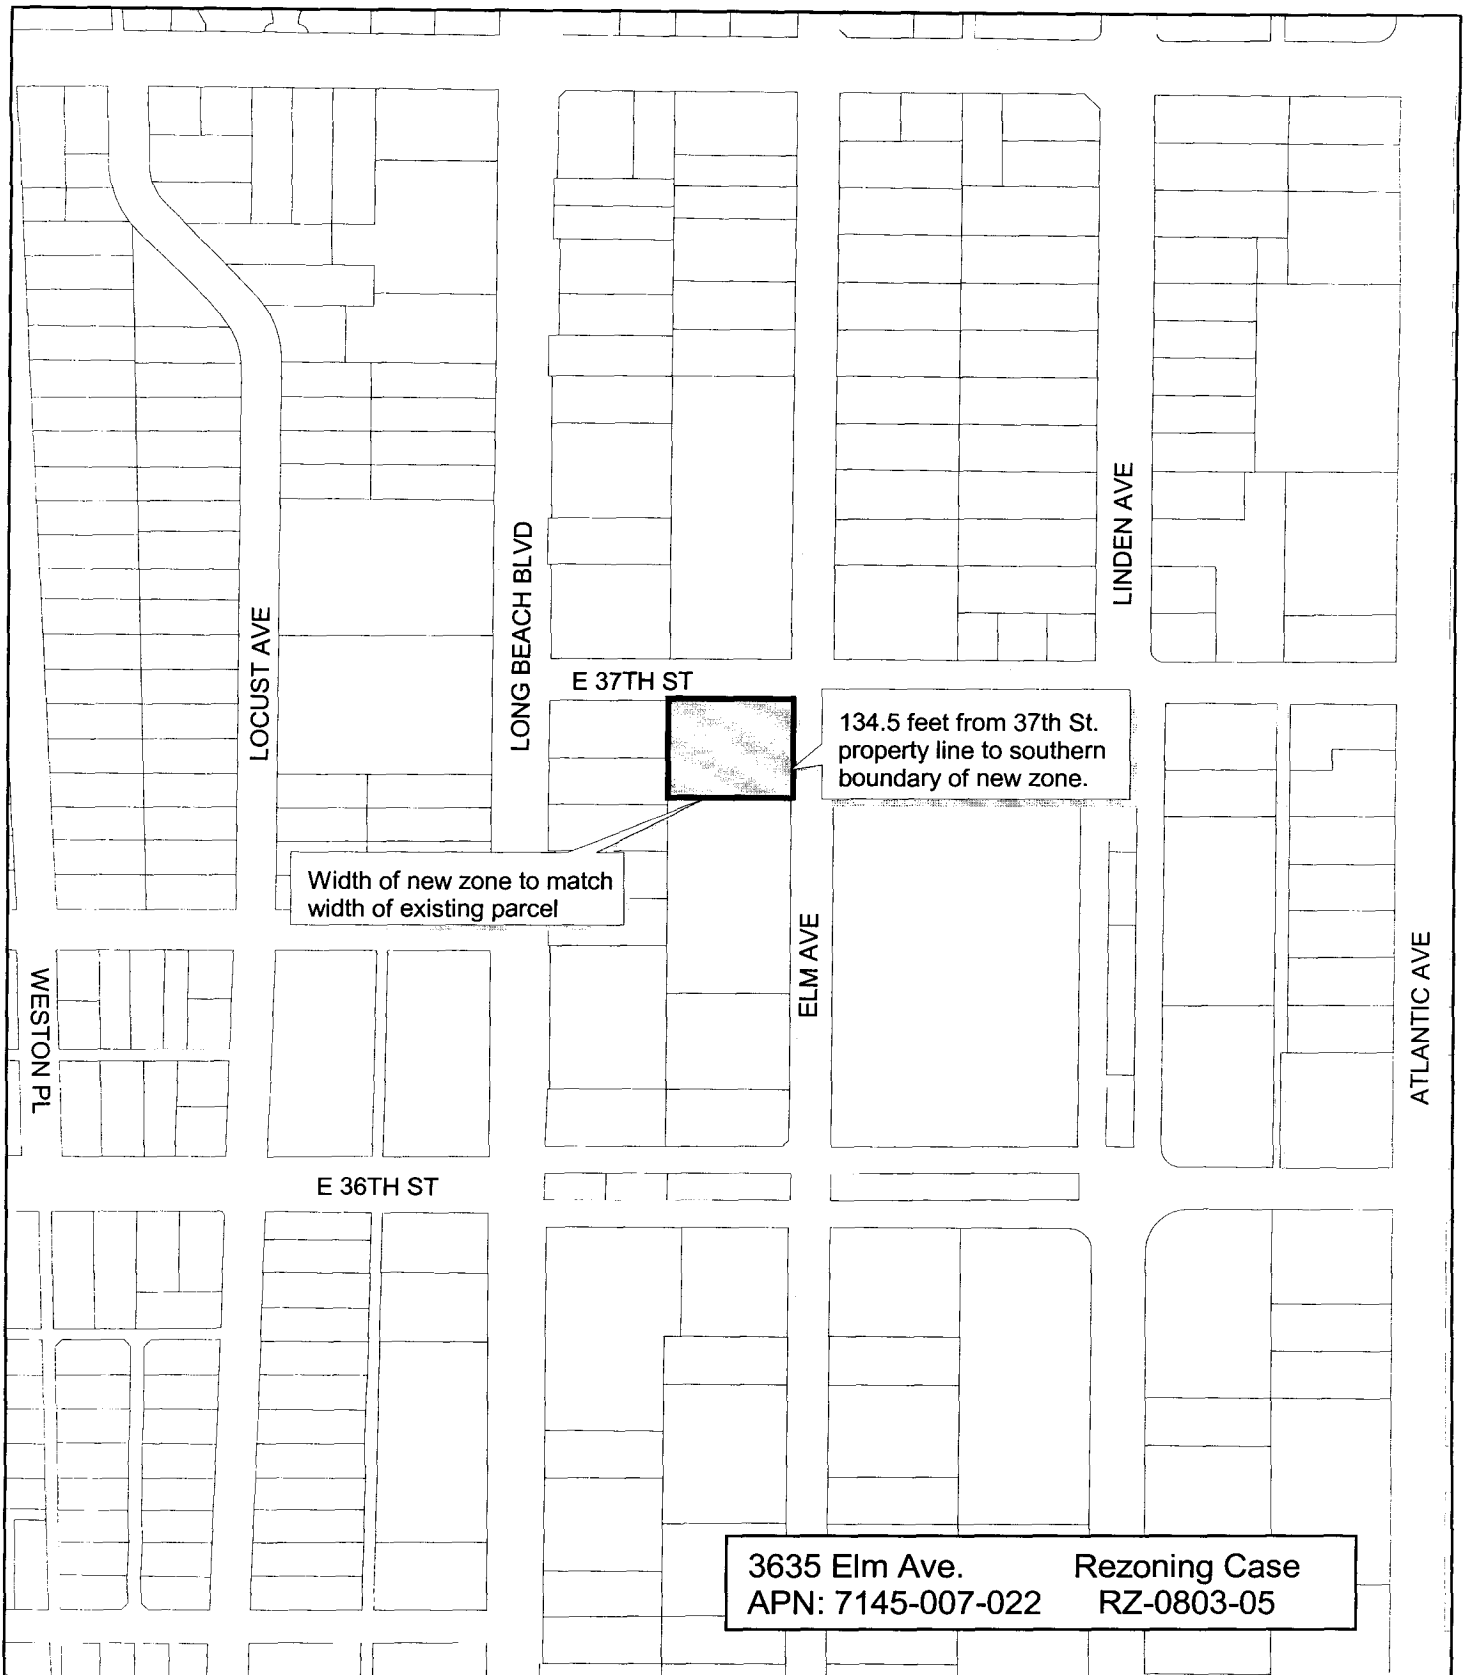 LINDEN AVE
LONG BEACH BLVD
LOCUST AVE
E 37TH ST
134.5 feet from 37th St.
property line to southern
boundary of new zone.
Width of new zone to match
width of existing parcel
ELM AVE
ATLANTIC AVE
WESTON PL
E 36TH ST
3635 Elm Ave. Rezoning Case
APN: 7145-007-022 RZ-0803-05